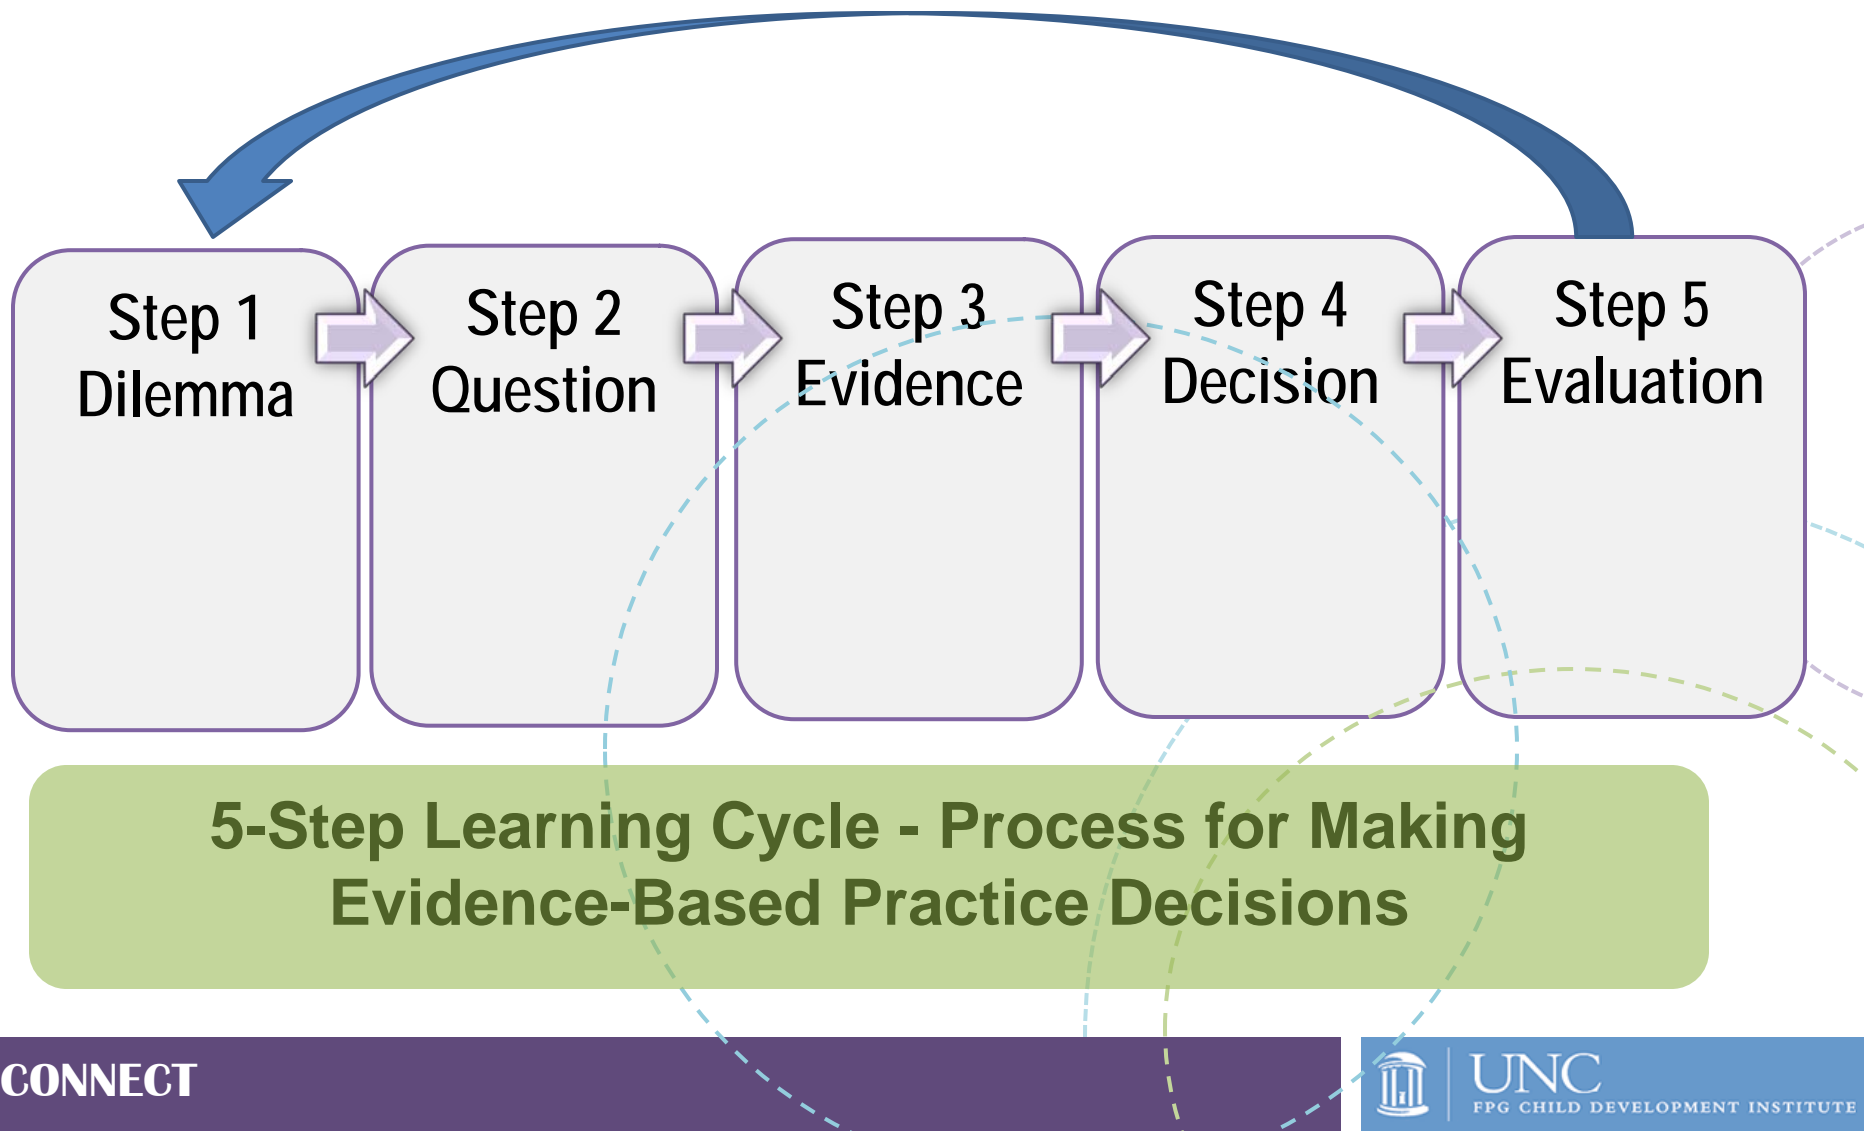 Step 1
Dilemma
Step 2
Question
Step 3
Evidence
Step 4
Decision
Step 5
Evaluation
5-Step Learning Cycle - Process for Making
Evidence-Based Practice Decisions
CONNECT
UNC
FPG CHILD DEVELOPMENT INSTITUTE